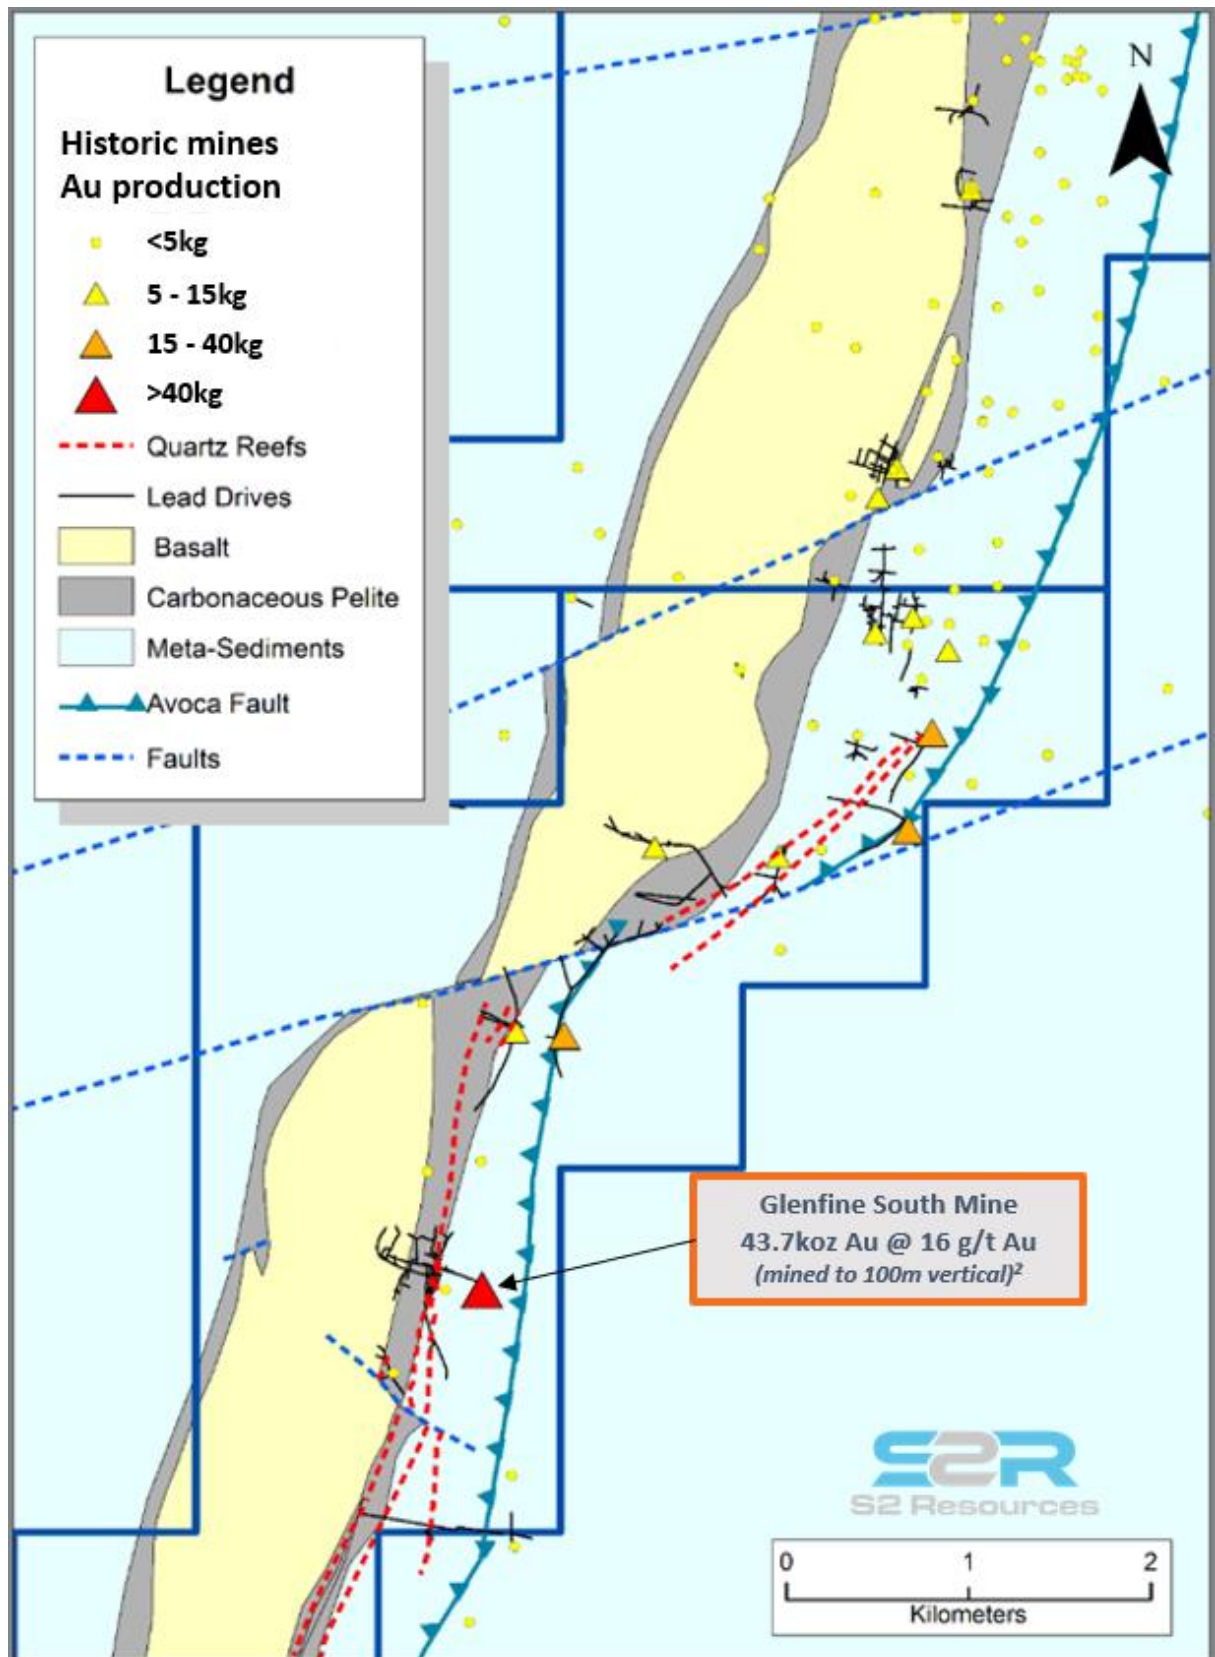 Legend
Historic mines
Au production
<5kg
5 - 15kg
15 - 40kg
>40kg
Quartz Reefs
Lead Drives
Basalt
Carbonaceous Pelite
Meta-Sediments
Avoca Fault
Faults
N
Glenfine South Mine
43.7koz Au @ 16 g/t Au
(mined to 100m vertical)²
S2R
S2 Resources
0 1 2
Kilometers